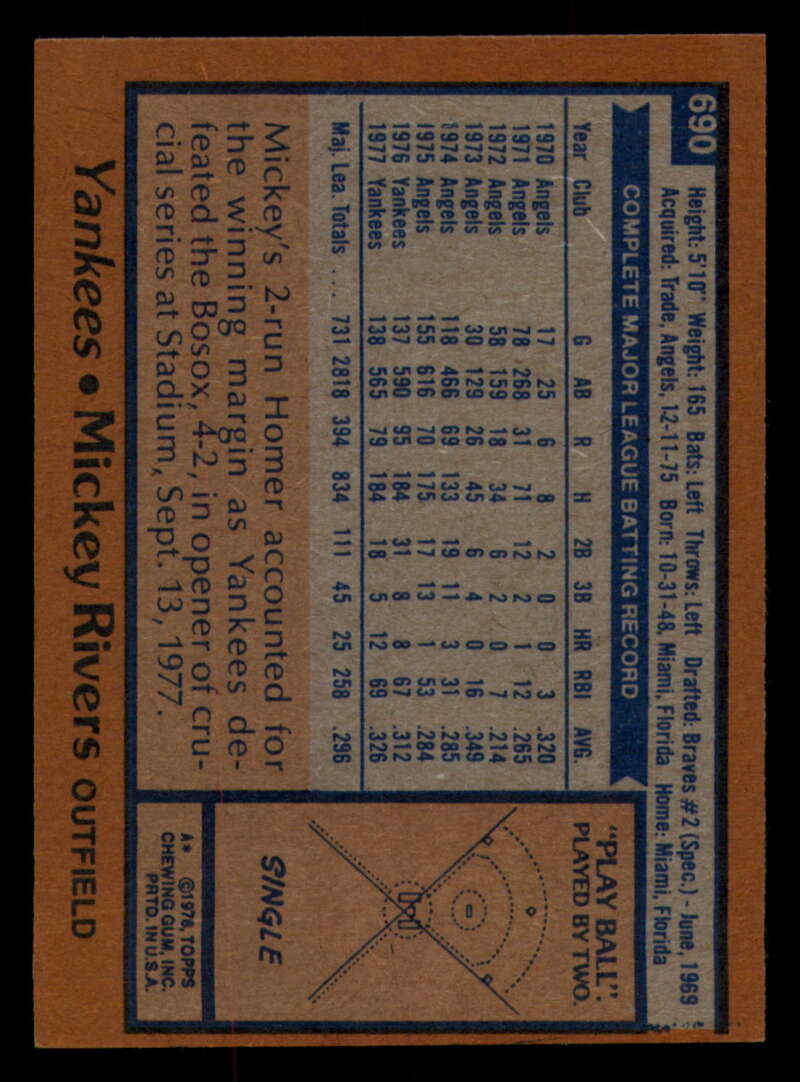 690
Height: 5'10" Weight: 165 Bats: Left Throws: Left Drafted: Braves #2 (Spec.) - June, 1969
Acquired: Trade, Angels, 12-11-75 Born: 10-31-48, Miami, Florida Home: Miami, Florida
COMPLETE MAJOR LEAGUE BATTING RECORD
Year Club G AB R H 2B 3B HR RBI AVG.
1970 Angels 17 25 6 8 2 0 0 3 .320
1971 Angels 78 268 31 71 12 2 1 12 .265
1972 Angels 58 159 18 34 6 2 0 7 .214
1973 Angels 30 129 26 45 6 4 0 16 .349
1974 Angels 118 466 69 133 19 11 3 31 .285
1975 Angels 155 616 70 175 17 13 1 53 .284
1976 Yankees 137 590 95 184 31 8 8 67 .312
1977 Yankees 138 565 79 184 18 5 12 69 .326
Maj. Lea. Totals ... 731 2818 394 834 111 45 25 258 .296
Mickey's 2-run Homer accounted for
the winning margin as Yankees de-
feated the Bosox, 4-2, in opener of cru-
cial series at Stadium, Sept. 13, 1977.
"PLAY BALL".
PLAYED BY TWO.
SINGLE
A* ©1978, TOPPS
CHEWING GUM, INC.
PRTD. IN U.S.A.
Yankees • Mickey Rivers OUTFIELD